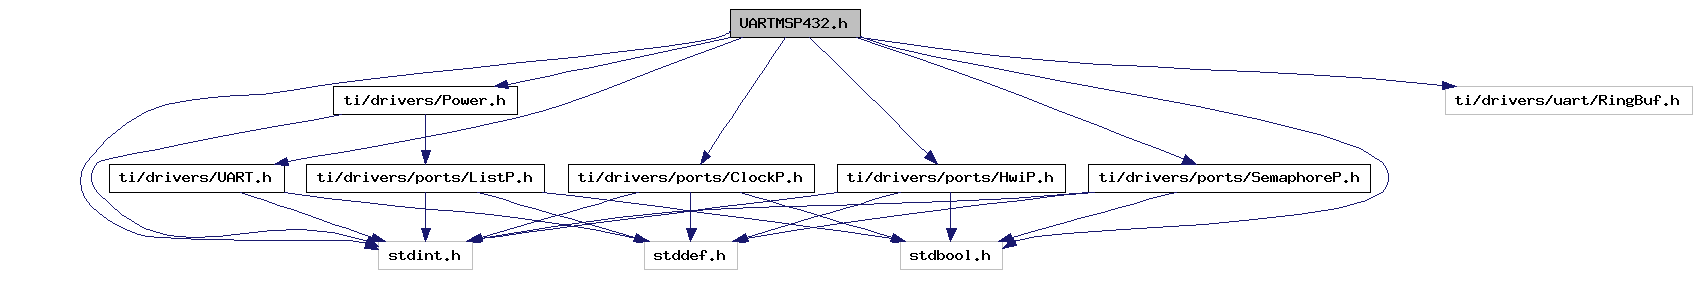 UARTMSP432.h
ti/drivers/Power.h
ti/drivers/uart/RingBuf.h
ti/drivers/UART.h
ti/drivers/ports/ListP.h
ti/drivers/ports/ClockP.h
ti/drivers/ports/HwiP.h
ti/drivers/ports/SemaphoreP.h
stdint.h
stddef.h
stdbool.h